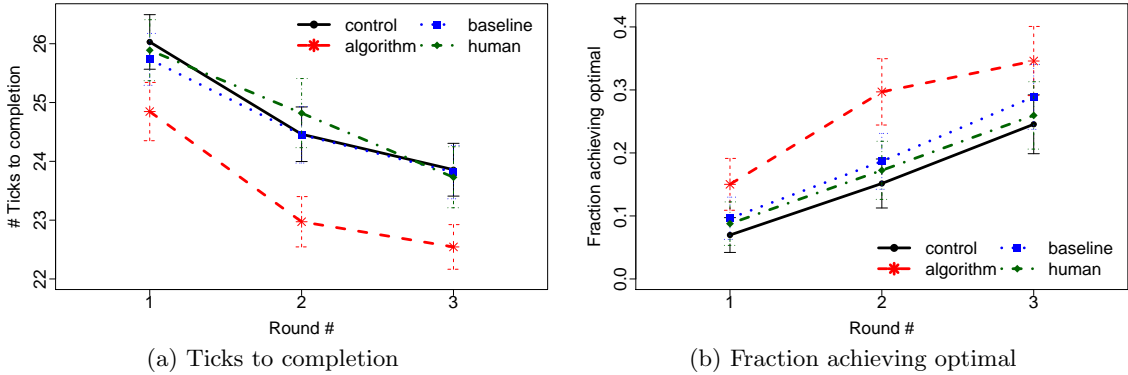 # Ticks to completion
26
25
24
23
22
control
baseline
algorithm
human
1
2
3
Round #
(a) Ticks to completion
Fraction achieving optimal
0.4
0.3
0.2
0.1
0.0
control
baseline
algorithm
human
1
2
3
Round #
(b) Fraction achieving optimal